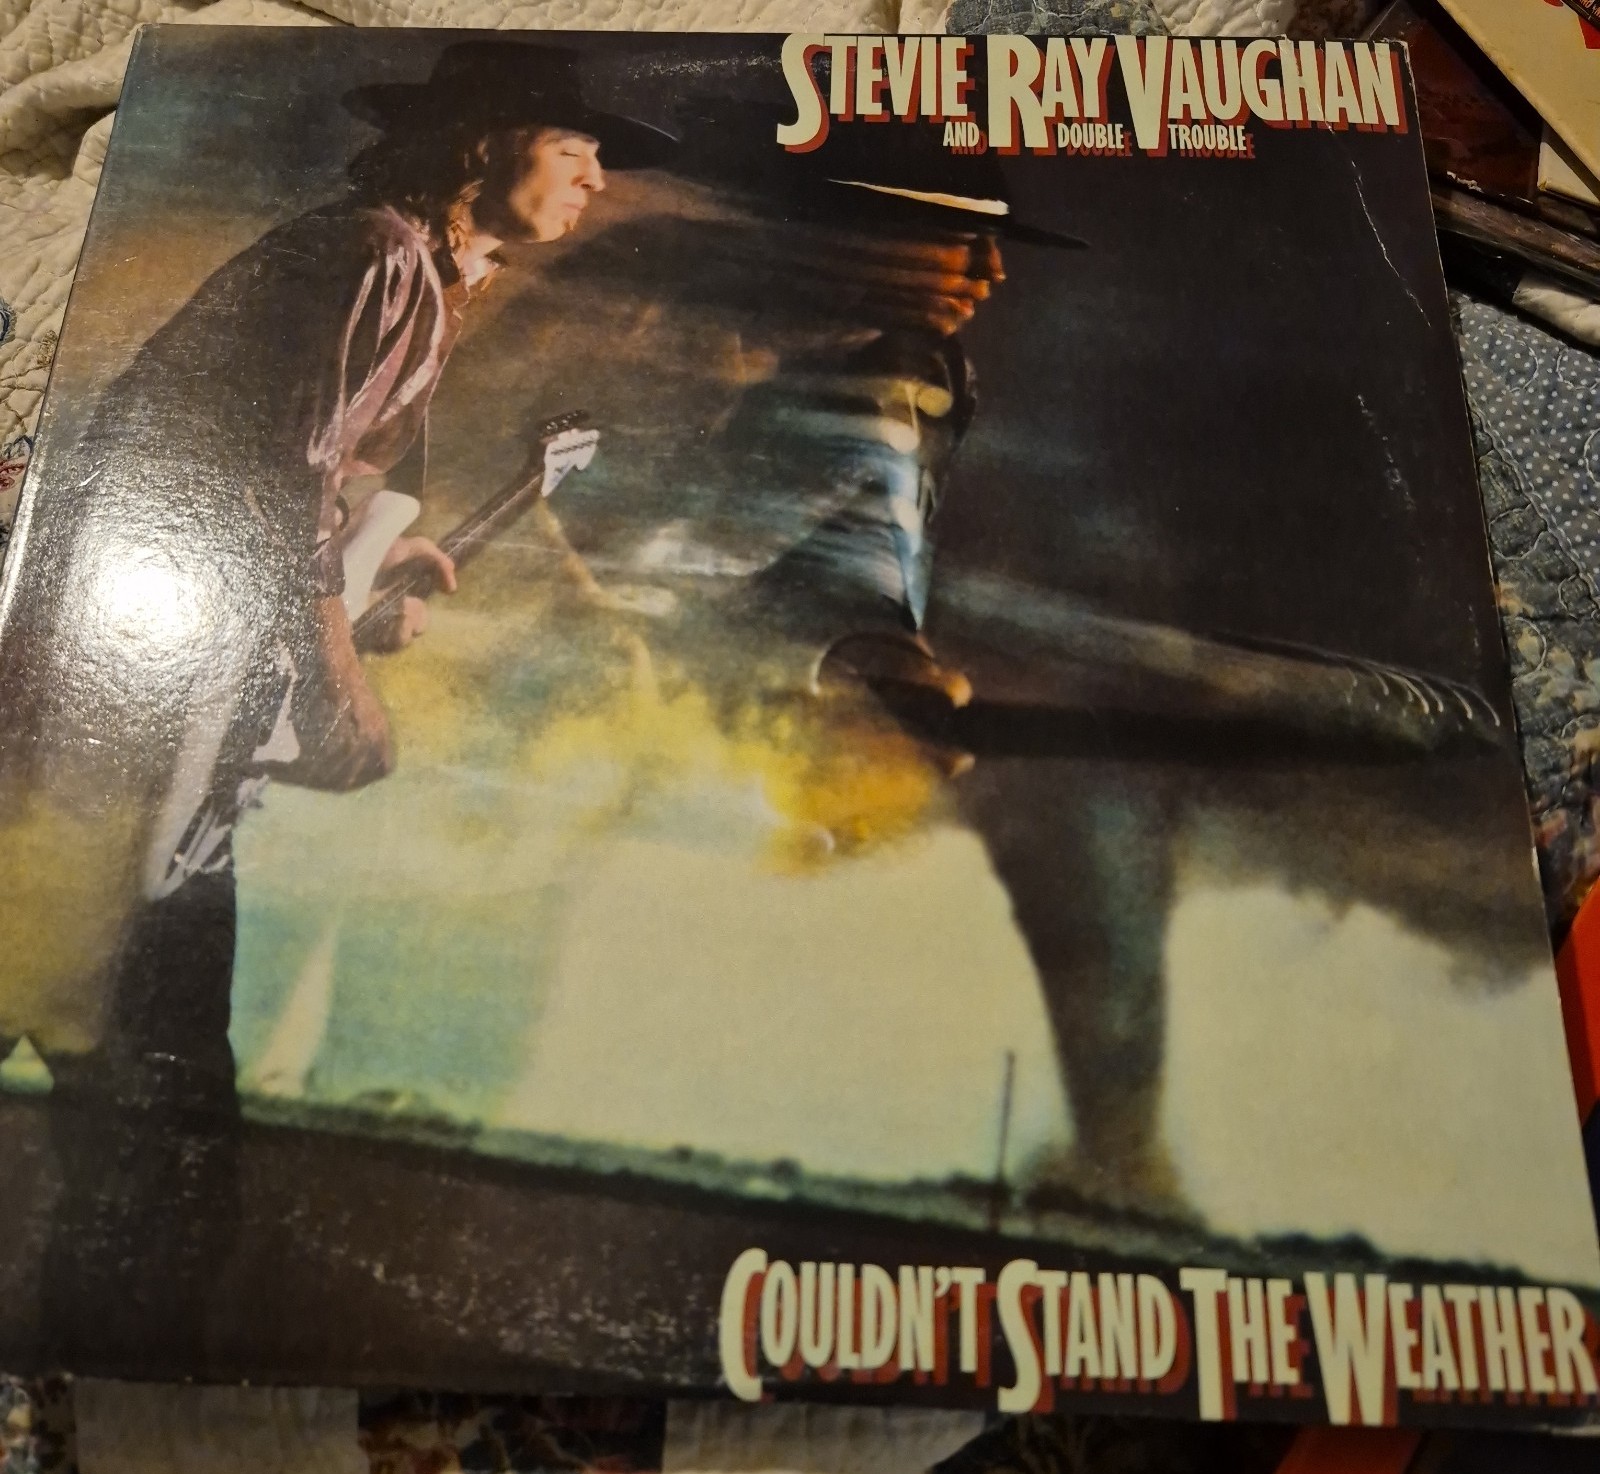 STEVIE RAY VAUGHAN
AND DOUBLE TROUBLE
COULDN'T STAND THE WEATHER